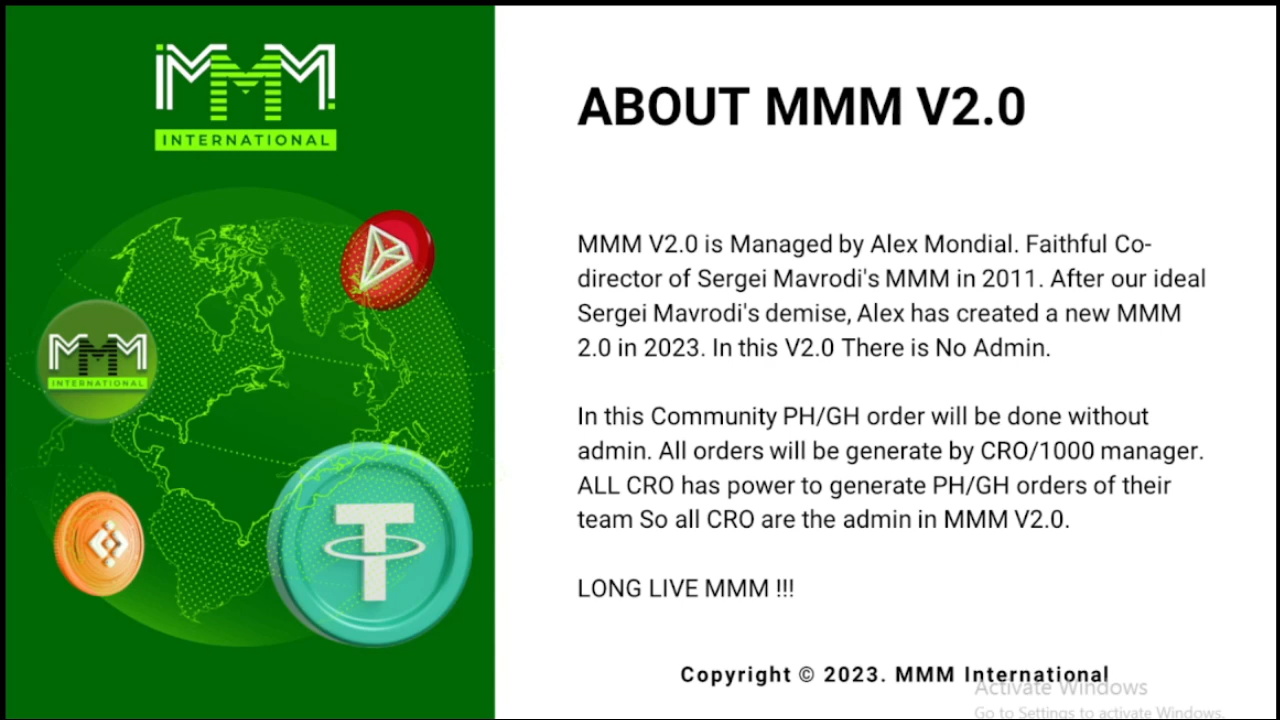 MMM
INTERNATIONAL
ABOUT MMM V2.0
MMM V2.0 is Managed by Alex Mondial. Faithful Co-
director of Sergei Mavrodi's MMM in 2011. After our ideal
Sergei Mavrodi's demise, Alex has created a new MMM
2.0 in 2023. In this V2.0 There is No Admin.
MMM
INTERNATIONAL
In this Community PH/GH order will be done without
admin. All orders will be generate by CRO/1000 manager.
ALL CRO has power to generate PH/GH orders of their
team So all CRO are the admin in MMM V2.0.
LONG LIVE MMM !!!
Copyright © 2023. MMM International
Activate Windows
Go to Settings to activate Windows.